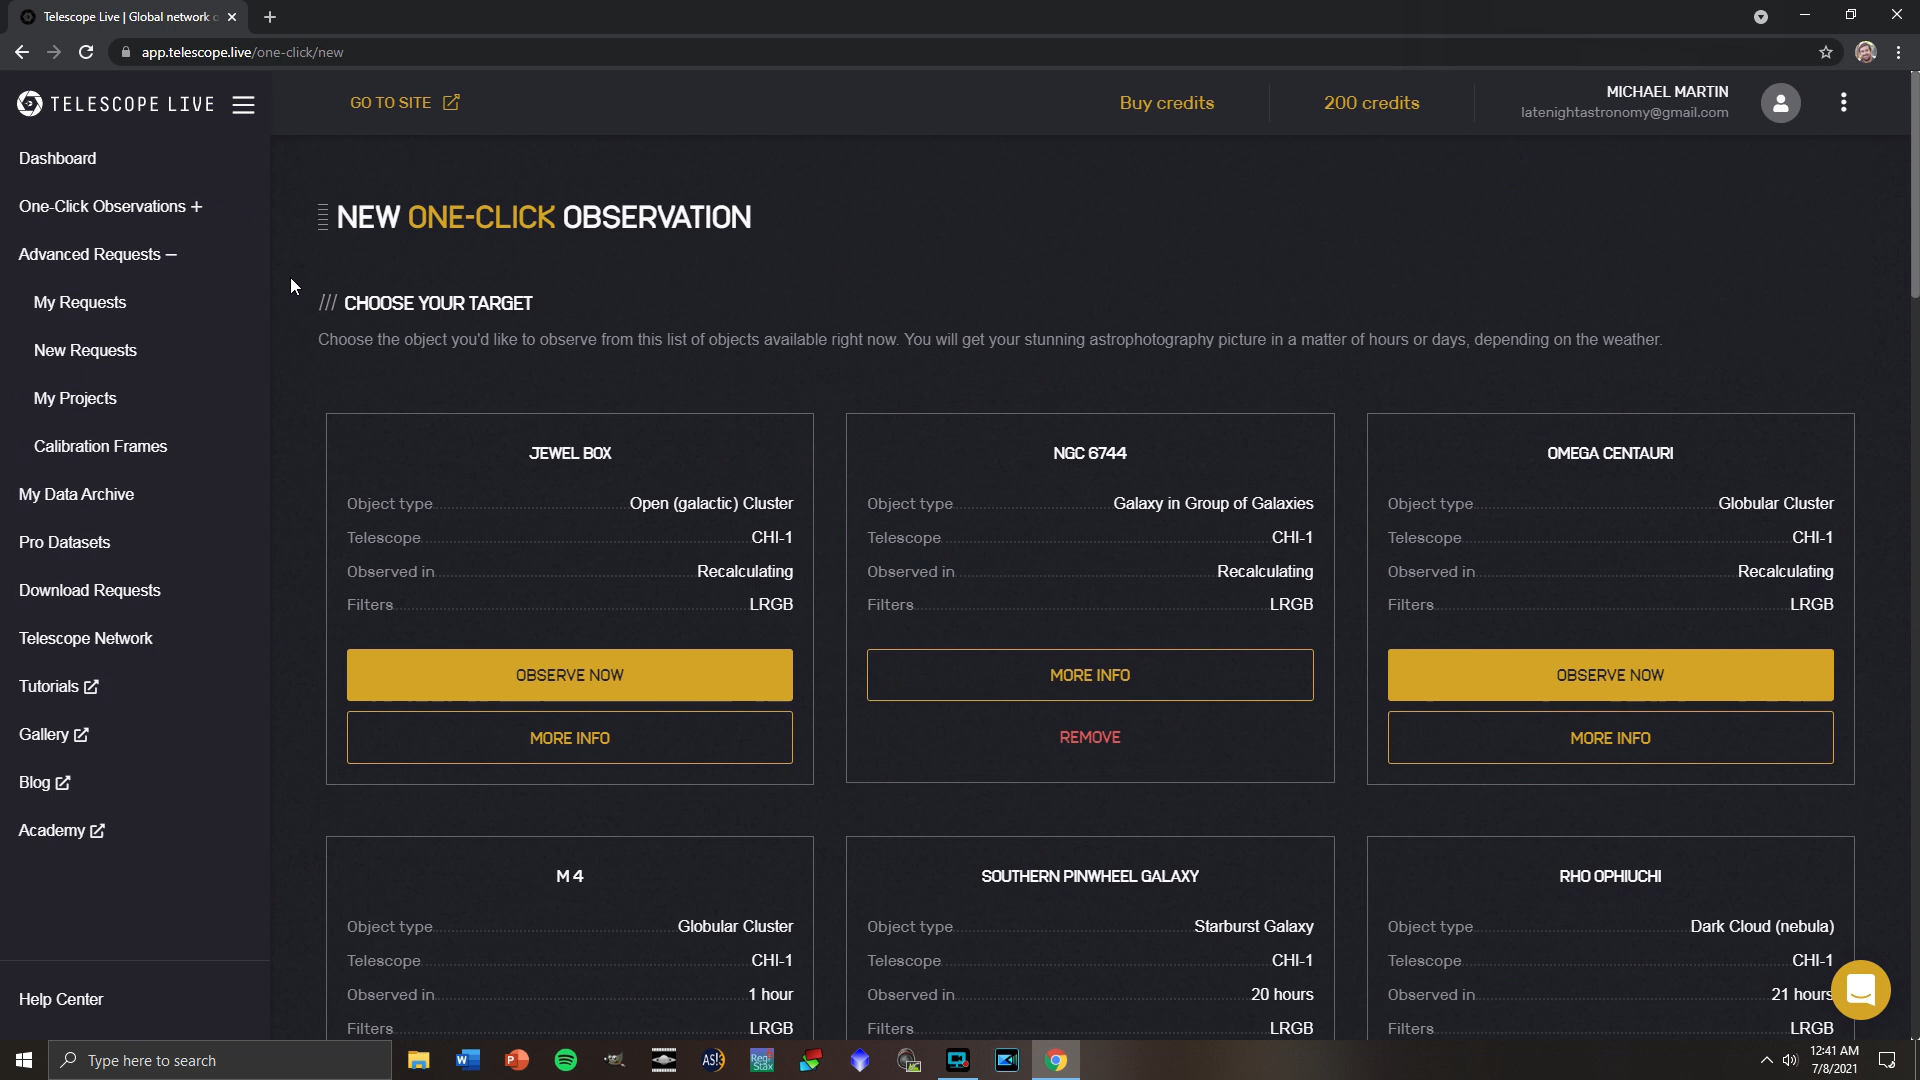 Telescope Live | Global network o
app.telescope.live/one-click/new
TELESCOPE LIVE
GO TO SITE
Buy credits
200 credits
MICHAEL MARTIN
latenightastronomy@gmail.com
Dashboard
One-Click Observations +
Advanced Requests –
My Requests
New Requests
My Projects
Calibration Frames
My Data Archive
Pro Datasets
Download Requests
Telescope Network
Tutorials
Gallery
Blog
Academy
Help Center
NEW ONE-CLICK OBSERVATION
/// CHOOSE YOUR TARGET
Choose the object you'd like to observe from this list of objects available right now. You will get your stunning astrophotography picture in a matter of hours or days, depending on the weather.
JEWEL BOX
Object type Open (galactic) Cluster
Telescope CHI-1
Observed in Recalculating
Filters LRGB
OBSERVE NOW
MORE INFO
NGC 6744
Object type Galaxy in Group of Galaxies
Telescope CHI-1
Observed in Recalculating
Filters LRGB
MORE INFO
REMOVE
OMEGA CENTAURI
Object type Globular Cluster
Telescope CHI-1
Observed in Recalculating
Filters LRGB
OBSERVE NOW
MORE INFO
M 4
Object type Globular Cluster
Telescope CHI-1
Observed in 1 hour
Filters LRGB
SOUTHERN PINWHEEL GALAXY
Object type Starburst Galaxy
Telescope CHI-1
Observed in 20 hours
Filters LRGB
RHO OPHIUCHI
Object type Dark Cloud (nebula)
Telescope CHI-1
Observed in 21 hours
Filters LRGB
Type here to search
AS!3
Regi
Stax
12:41 AM
7/8/2021